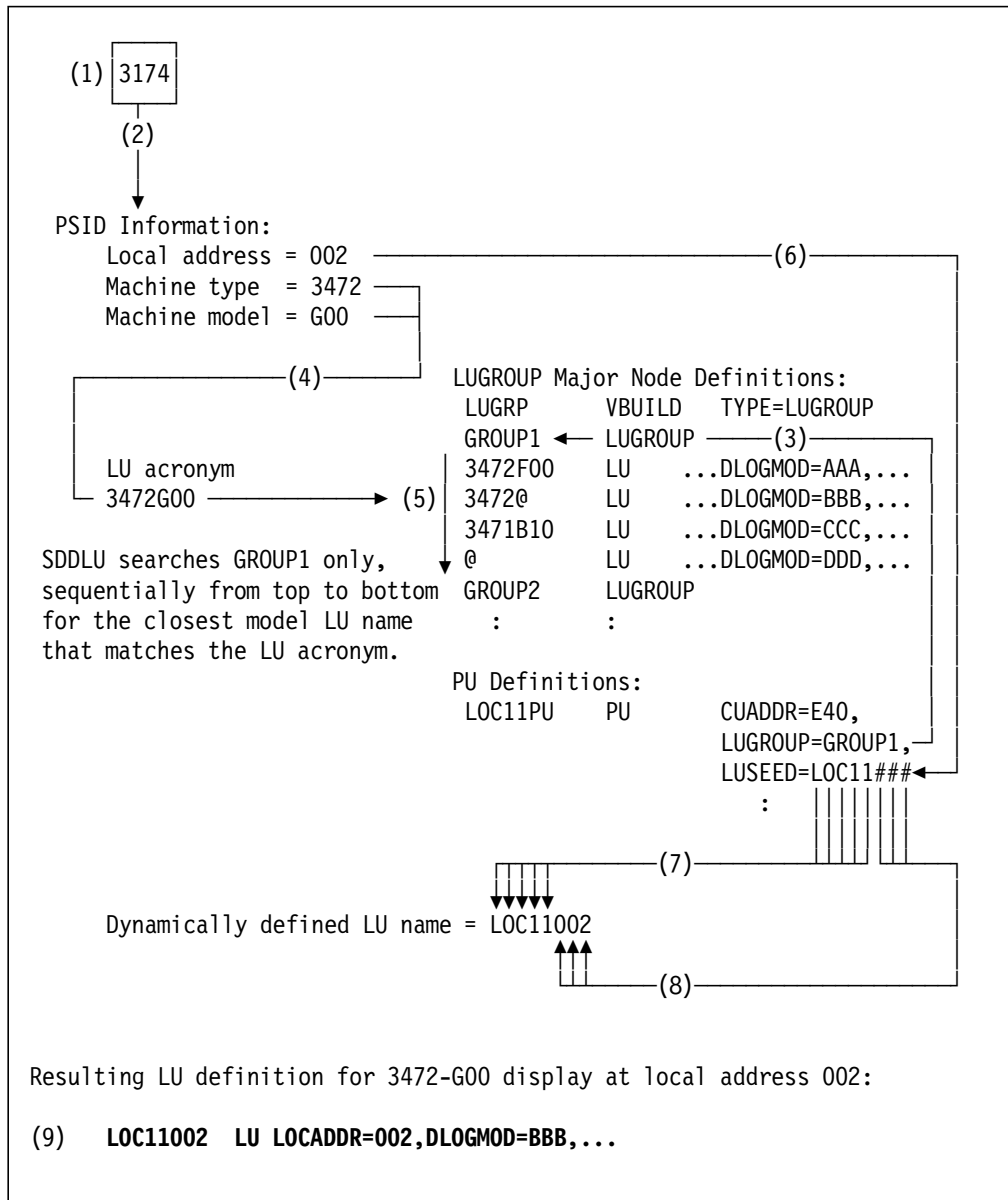 (1) 3174
(2)
PSID Information:
Local address = 002 (6)
Machine type = 3472
Machine model = G00
(4) LUGROUP Major Node Definitions:
LUGRP VBUILD TYPE=LUGROUP
GROUP1 LUGROUP (3)
LU acronym 3472F00 LU ...DLOGMOD=AAA,...
3472G00 (5) 3472@ LU ...DLOGMOD=BBB,...
3471B10 LU ...DLOGMOD=CCC,...
SDDLU searches GROUP1 only, @ LU ...DLOGMOD=DDD,...
sequentially from top to bottom GROUP2 LUGROUP
for the closest model LU name : :
that matches the LU acronym.
PU Definitions:
LOC11PU PU CUADDR=E40,
LUGROUP=GROUP1,
LUSEED=LOC11###
:
(7)
Dynamically defined LU name = LOC11002
(8)
Resulting LU definition for 3472-G00 display at local address 002:
(9) LOC11002 LU LOCADDR=002,DLOGMOD=BBB,...